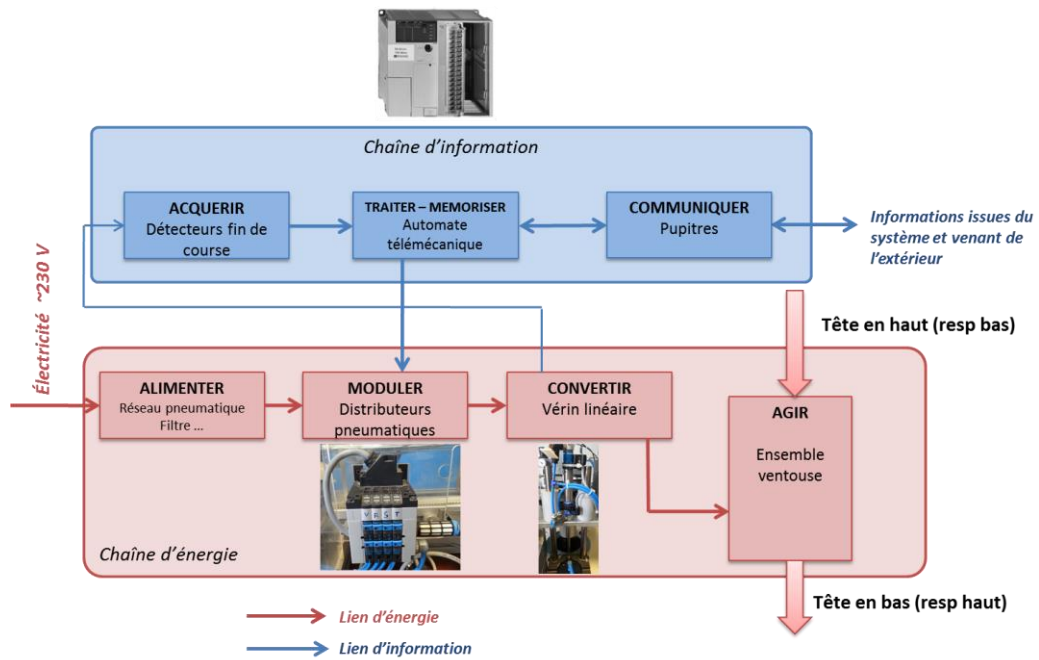 Chaîne d'information
ACQUERIR
Détecteurs fin de
course
TRAITER – MEMORISER
Automate
télémécanique
COMMUNIQUER
Pupitres
Informations issues du
système et venant de
l'extérieur
Électricité ~230 V
Tête en haut (resp bas)
ALIMENTER
Réseau pneumatique
Filtre ...
MODULER
Distributeurs
pneumatiques
CONVERTIR
Vérin linéaire
AGIR
Ensemble
ventouse
Chaîne d'énergie
Tête en bas (resp haut)
Lien d'énergie
Lien d'information